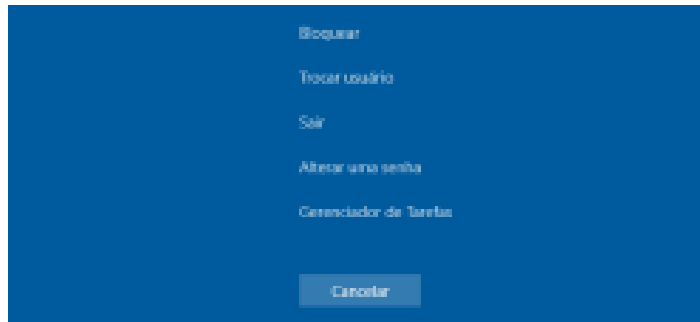 Bloquear
Trocar usuário
Sair
Alterar uma senha
Gerenciador de Tarefas
Cancelar